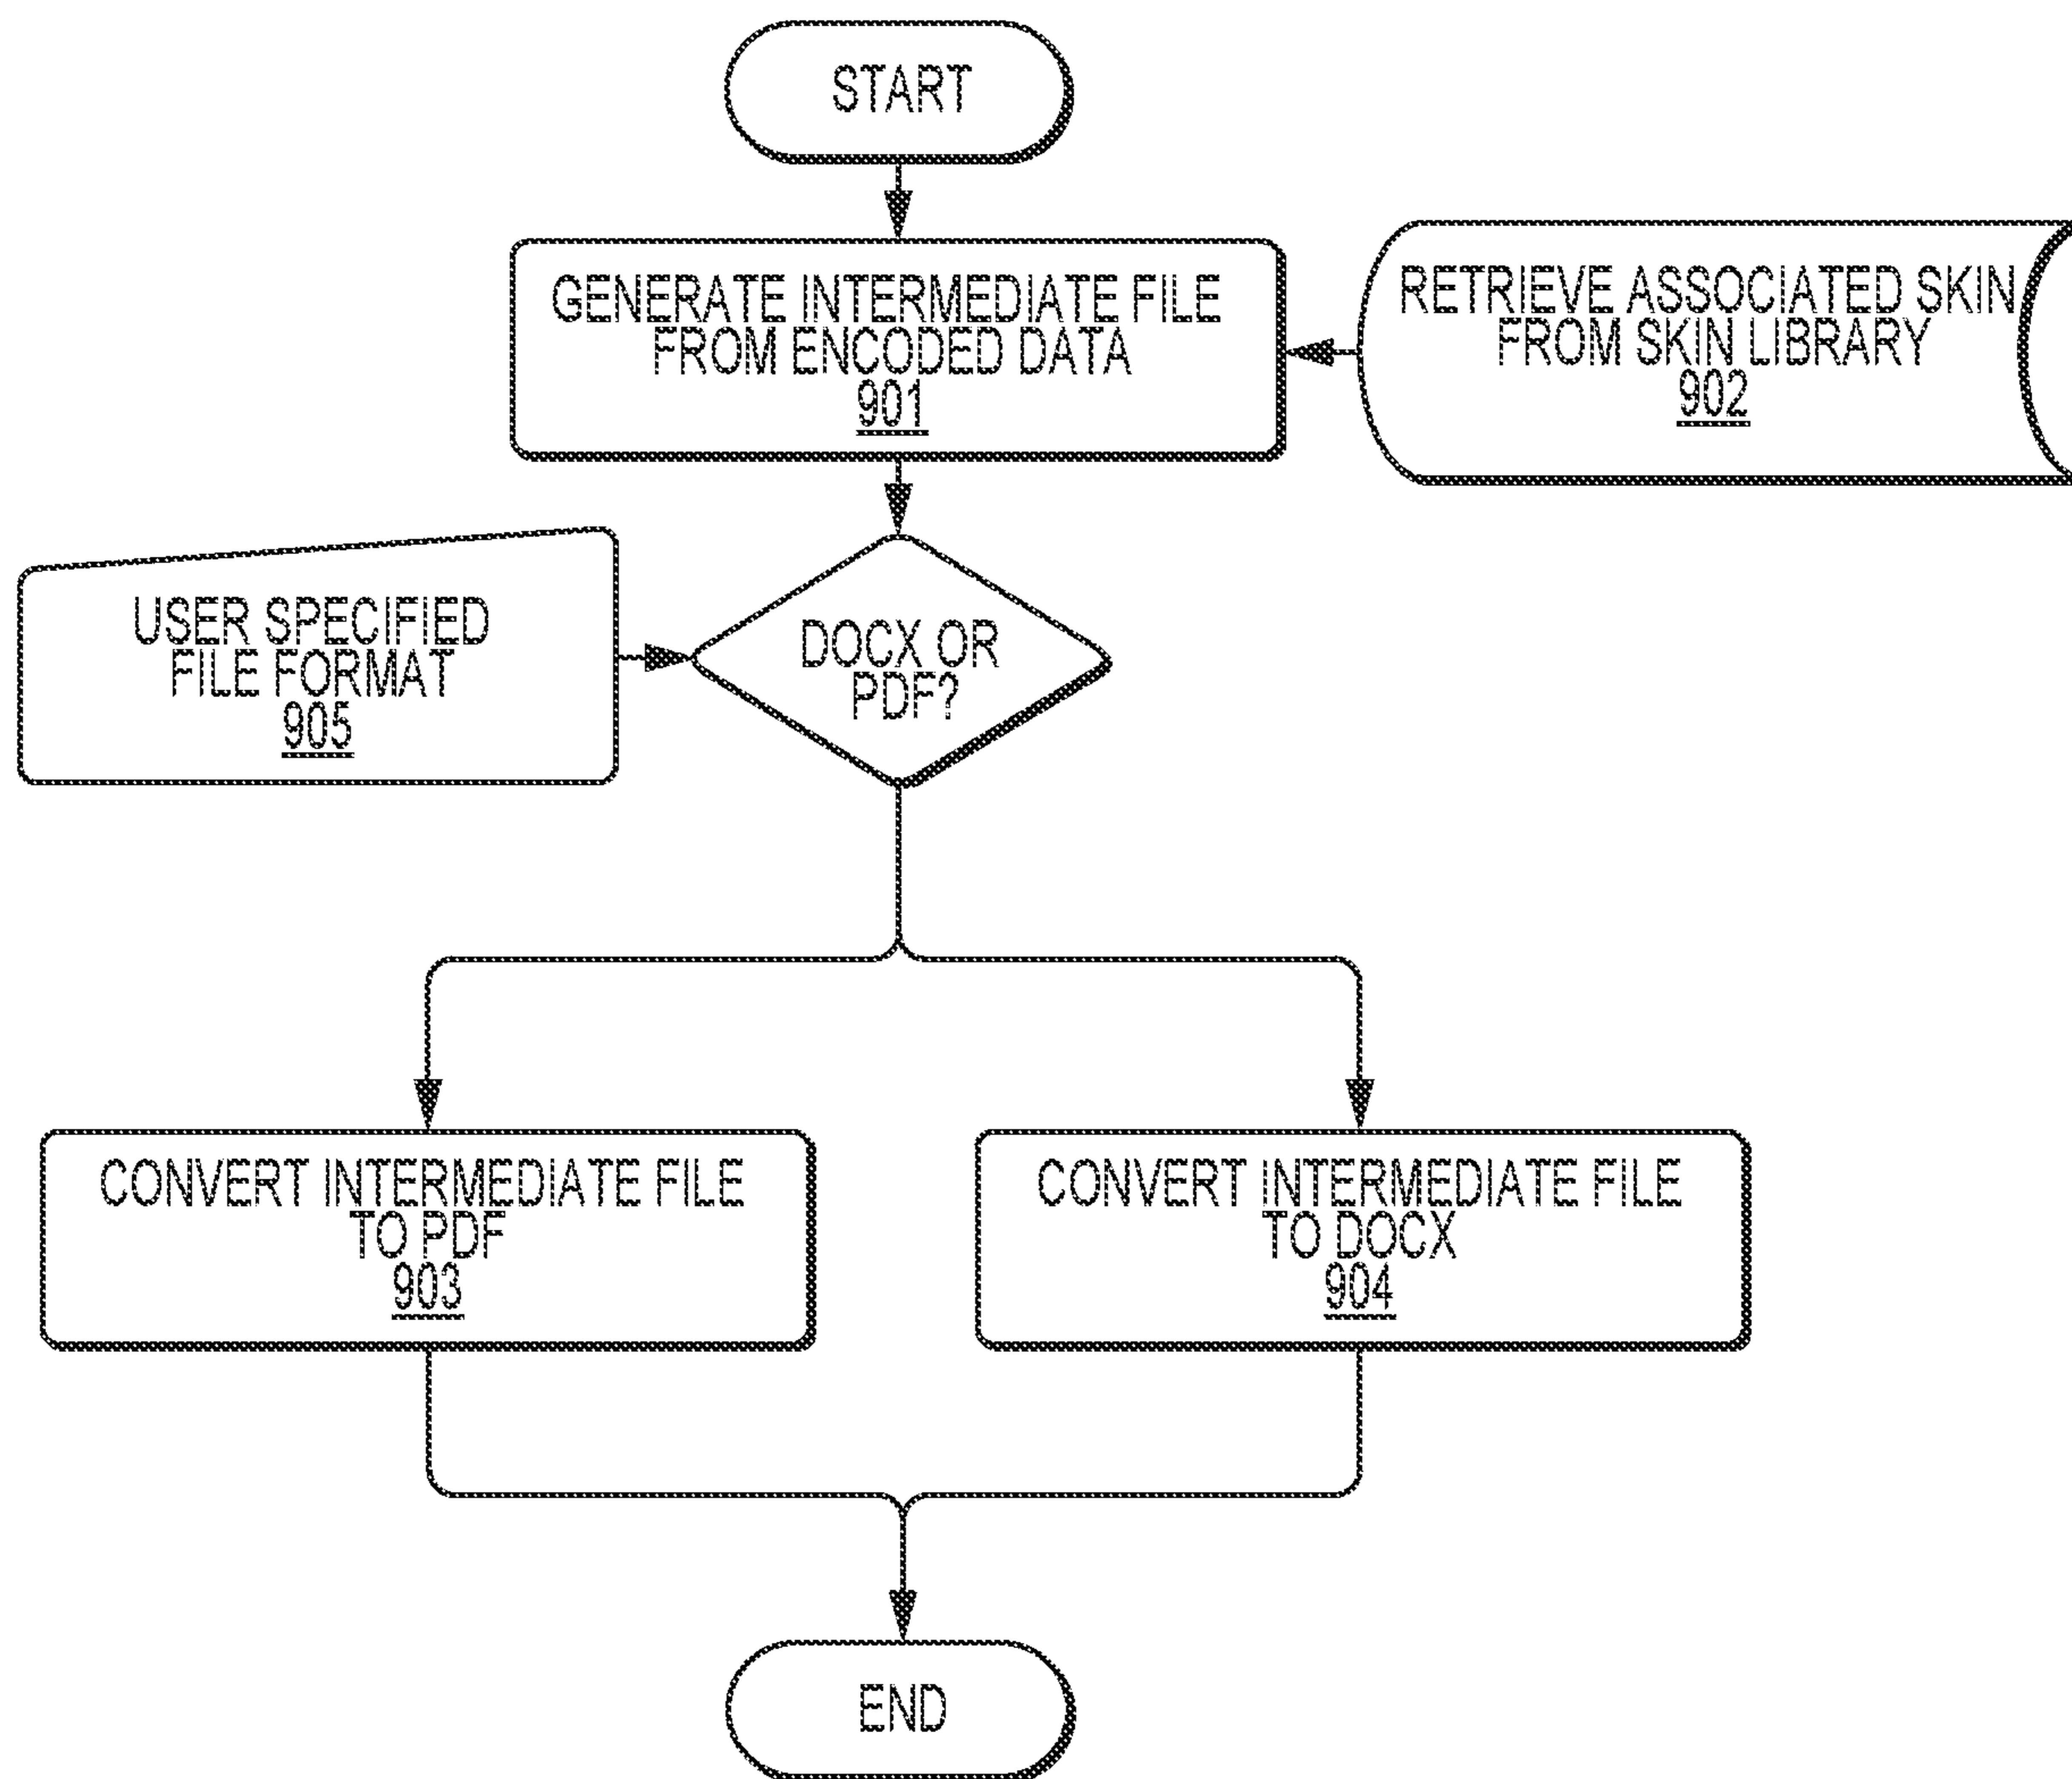 START
GENERATE INTERMEDIATE FILE
FROM ENCODED DATA
901
RETRIEVE ASSOCIATED SKIN
FROM SKIN LIBRARY
902
USER SPECIFIED
FILE FORMAT
905
DOCX OR
PDF?
CONVERT INTERMEDIATE FILE
TO PDF
903
CONVERT INTERMEDIATE FILE
TO DOCX
904
END